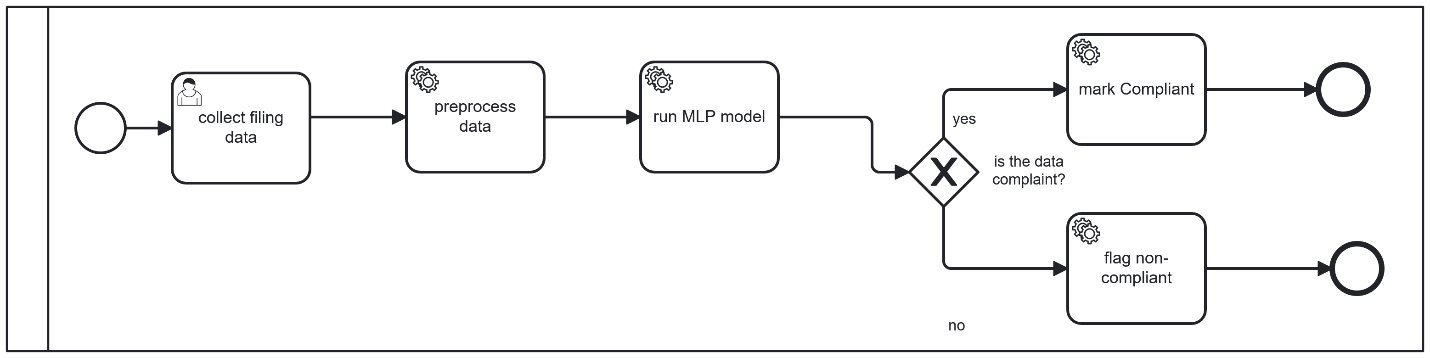 collect filing
data
preprocess
data
run MLP model
yes
is the data
complaint?
mark Compliant
flag non-
compliant
no